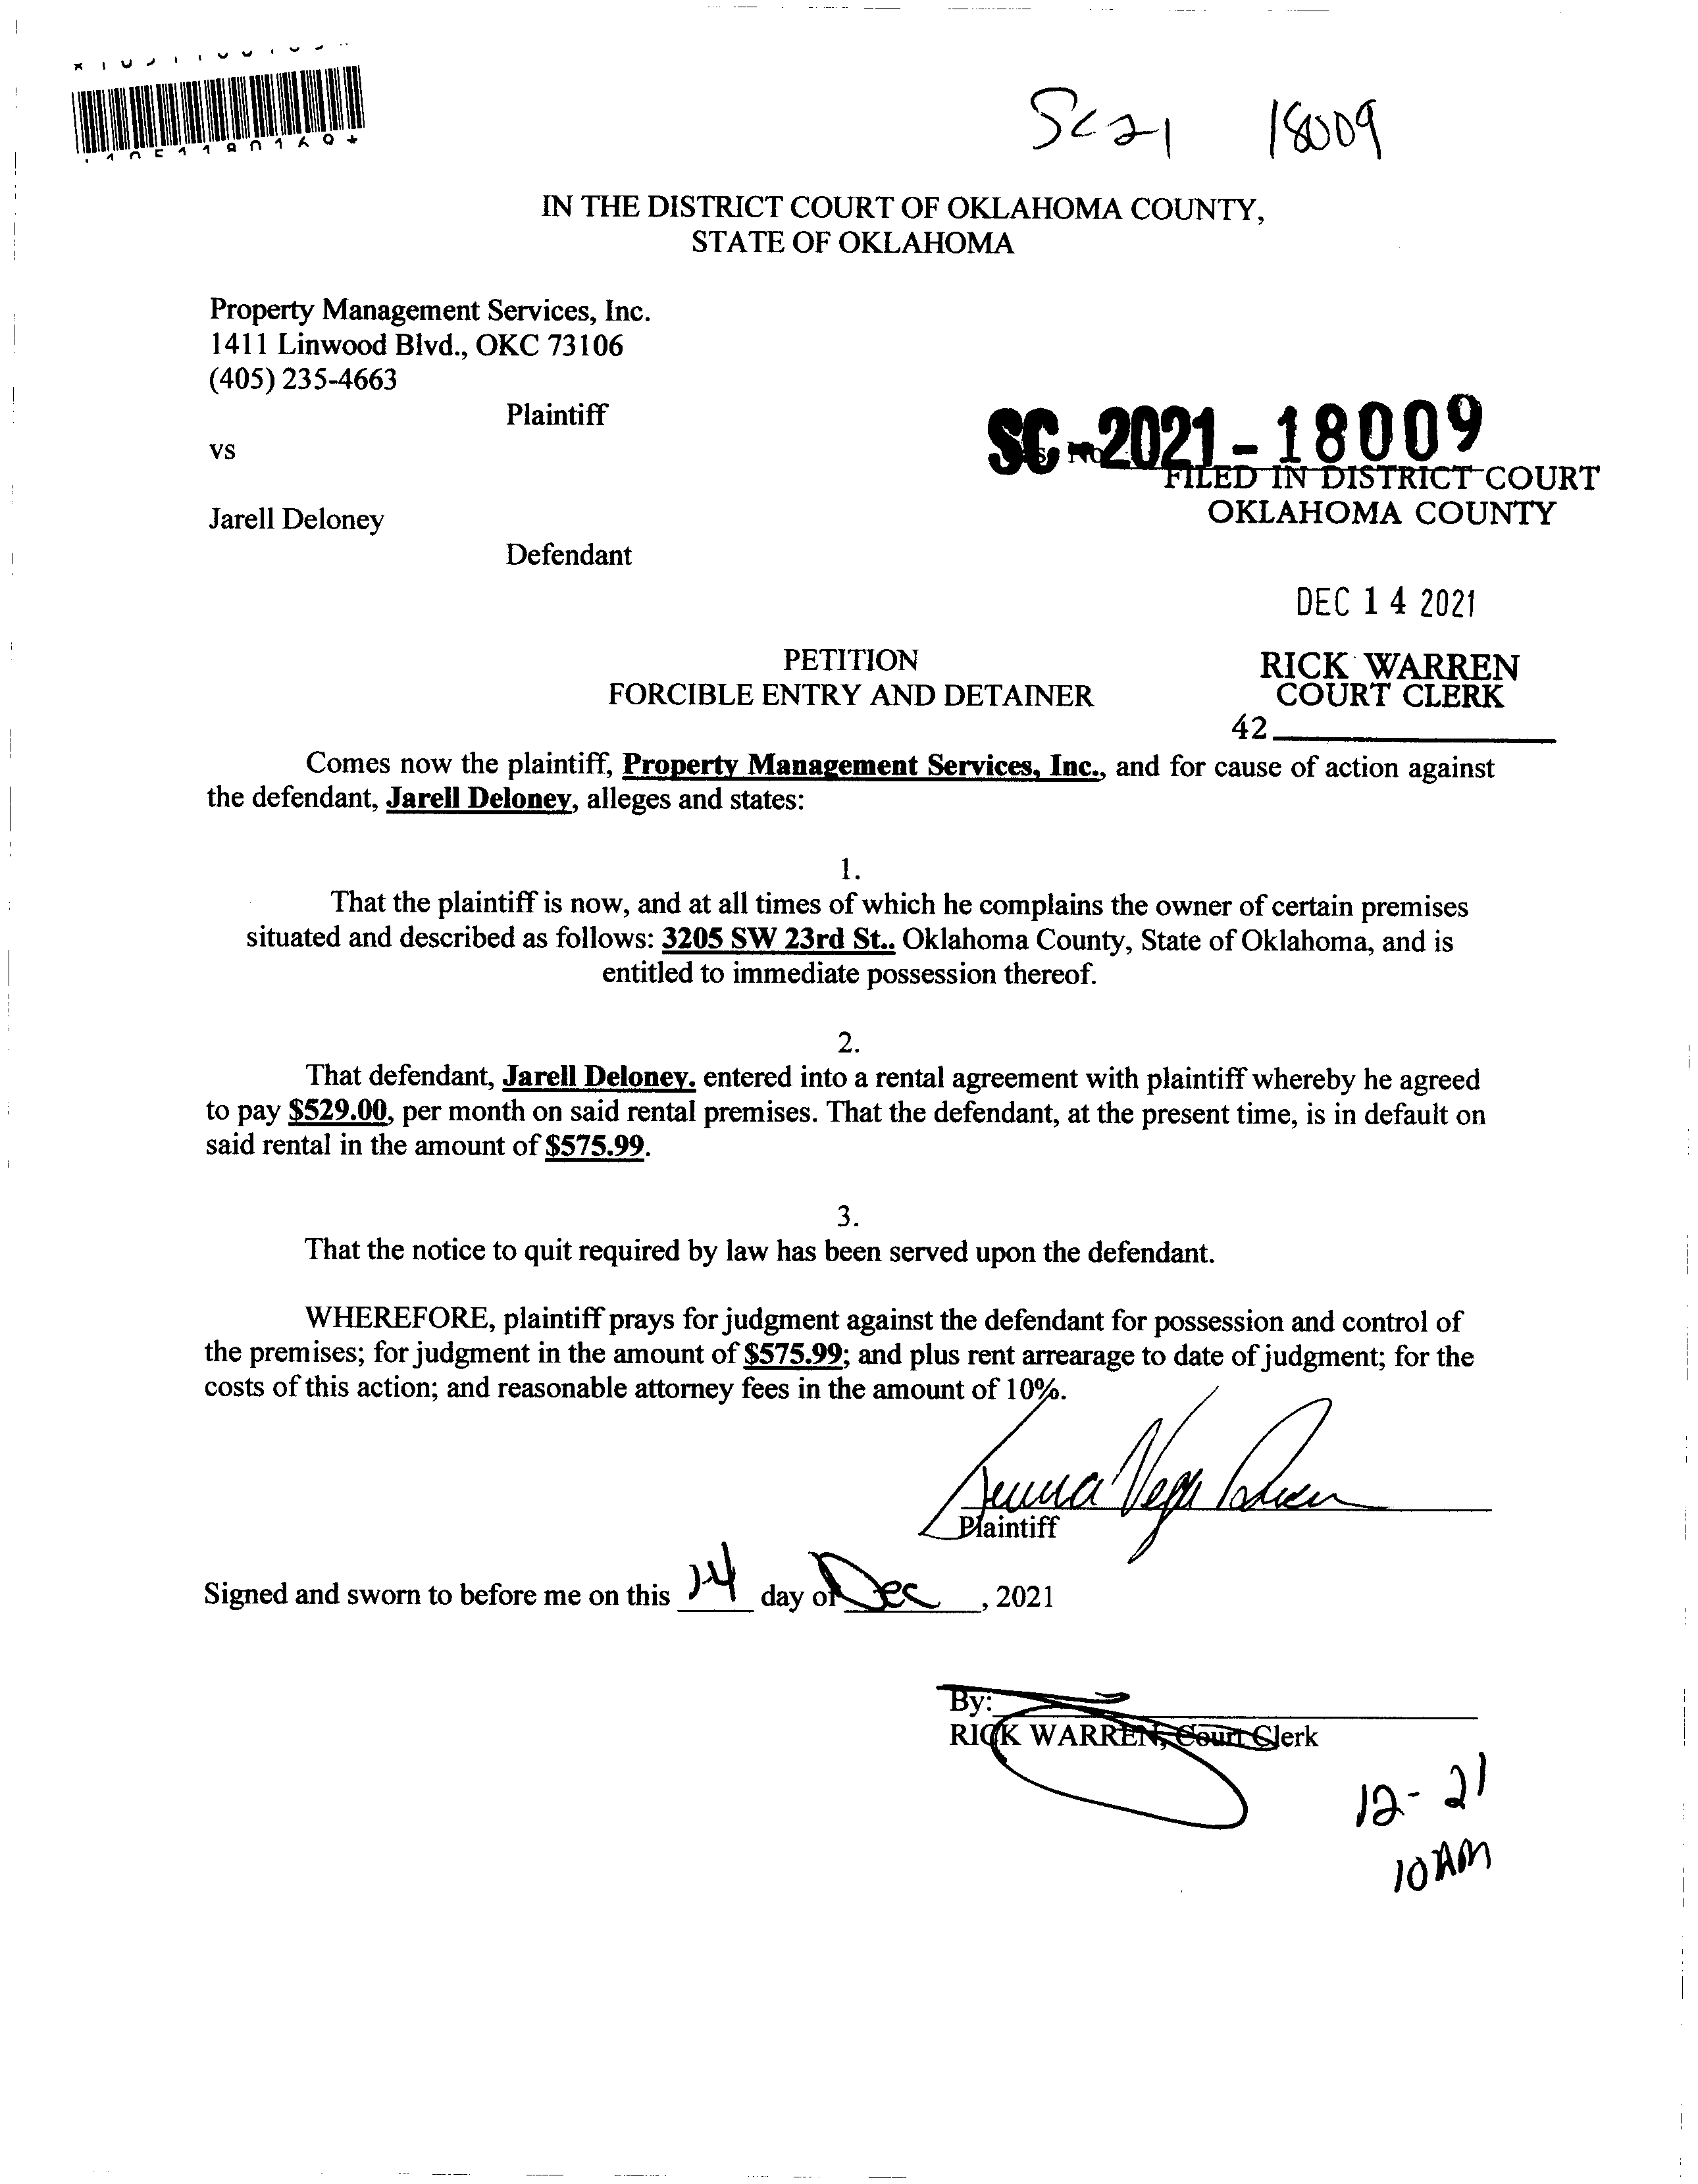 SC21 18009
IN THE DISTRICT COURT OF OKLAHOMA COUNTY,
STATE OF OKLAHOMA
Property Management Services, Inc.
1411 Linwood Blvd., OKC 73106
(405) 235-4663
Plaintiff
vs
SC-2021-18009
FILED IN DISTRICT COURT
OKLAHOMA COUNTY
Jarell Deloney
Defendant
DEC 14 2021
PETITION
FORCIBLE ENTRY AND DETAINER
RICK WARREN
COURT CLERK
42
Comes now the plaintiff, Property Management Services, Inc., and for cause of action against
the defendant, Jarell Deloney, alleges and states:
1.
That the plaintiff is now, and at all times of which he complains the owner of certain premises
situated and described as follows: 3205 SW 23rd St.. Oklahoma County, State of Oklahoma, and is
entitled to immediate possession thereof.
2.
That defendant, Jarell Deloney. entered into a rental agreement with plaintiff whereby he agreed
to pay $529.00, per month on said rental premises. That the defendant, at the present time, is in default on
said rental in the amount of $575.99.
3.
That the notice to quit required by law has been served upon the defendant.
WHEREFORE, plaintiff prays for judgment against the defendant for possession and control of
the premises; for judgment in the amount of $575.99; and plus rent arrearage to date of judgment; for the
costs of this action; and reasonable attorney fees in the amount of 10%.
Plaintiff
Signed and sworn to before me on this 14 day of Dec, 2021
By:
RICK WARREN, Court Clerk
12-21
10AM